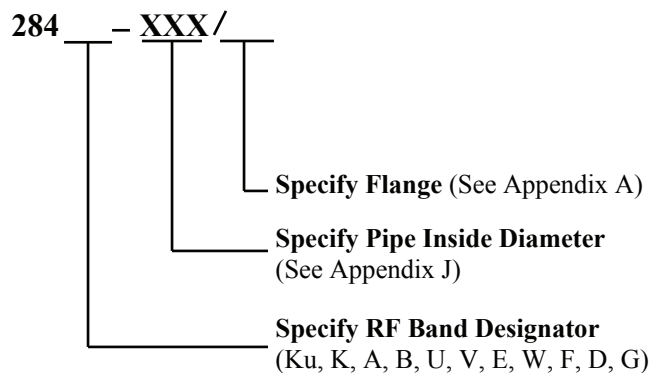 284 __ – XXX / __
Specify Flange (See Appendix A)
Specify Pipe Inside Diameter
(See Appendix J)
Specify RF Band Designator
(Ku, K, A, B, U, V, E, W, F, D, G)